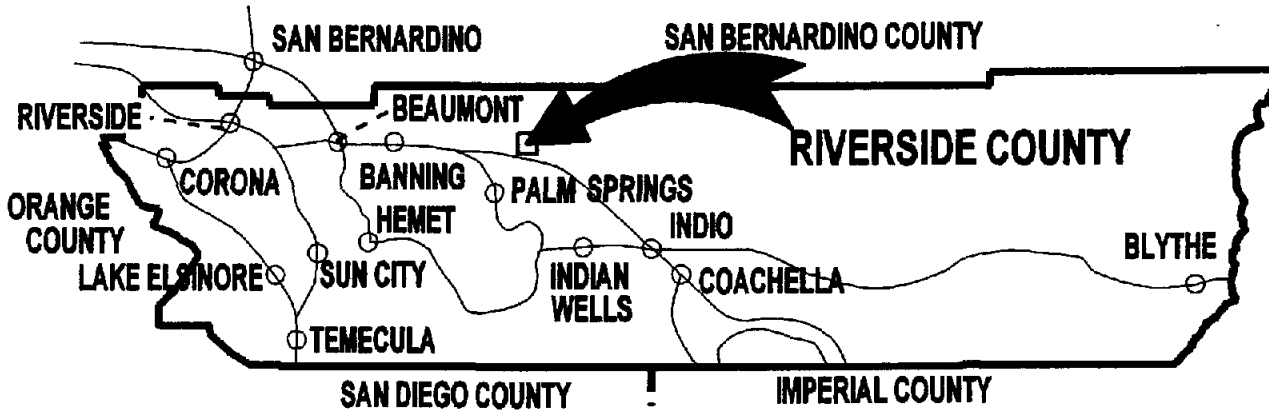 SAN BERNARDINO
SAN BERNARDINO COUNTY
RIVERSIDE
BEAUMONT
RIVERSIDE COUNTY
CORONA
BANNING
PALM SPRINGS
ORANGE
COUNTY
HEMET
INDIO
BLYTHE
LAKE ELSINORE
SUN CITY
INDIAN
WELLS
COACHELLA
TEMECULA
SAN DIEGO COUNTY
IMPERIAL COUNTY